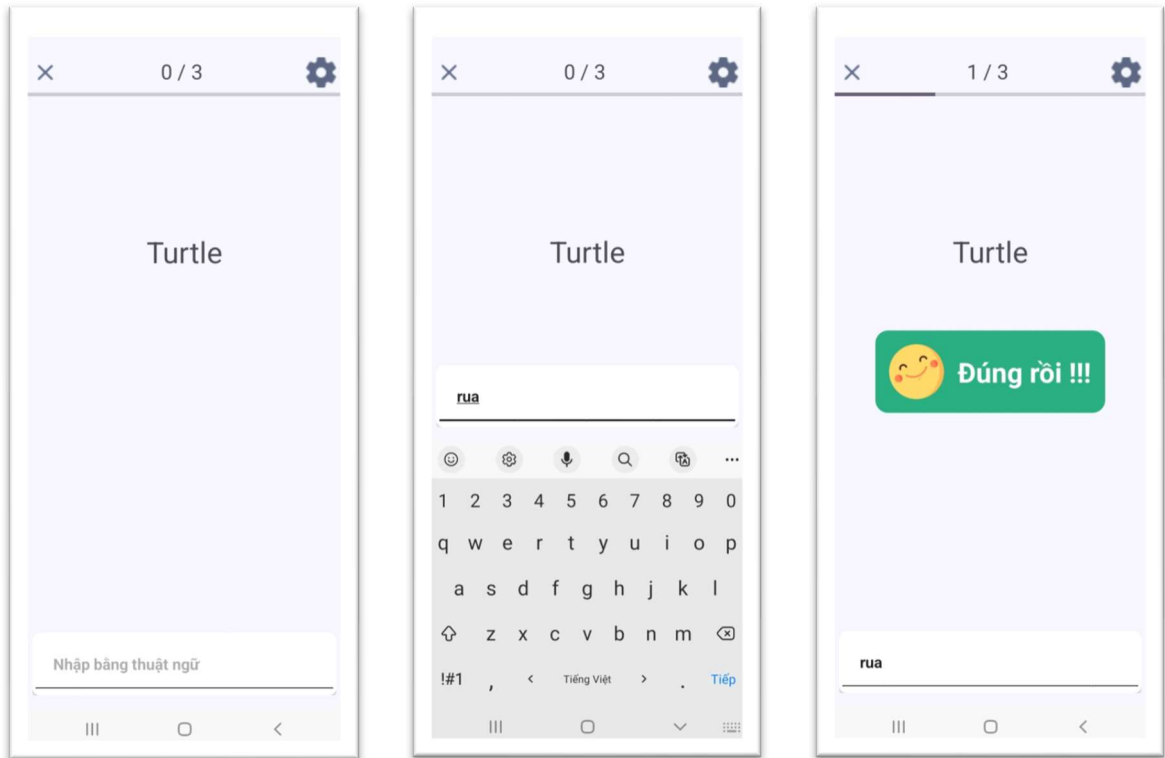 0 / 3
Turtle
Nhập bằng thuật ngữ
0 / 3
Turtle
rua
1 2 3 4 5 6 7 8 9 0
q w e r t y u i o p
a s d f g h j k l
z x c v b n m
!#1 , < Tiếng Việt > . Tiếp
1 / 3
Turtle
Đúng rồi !!!
rua